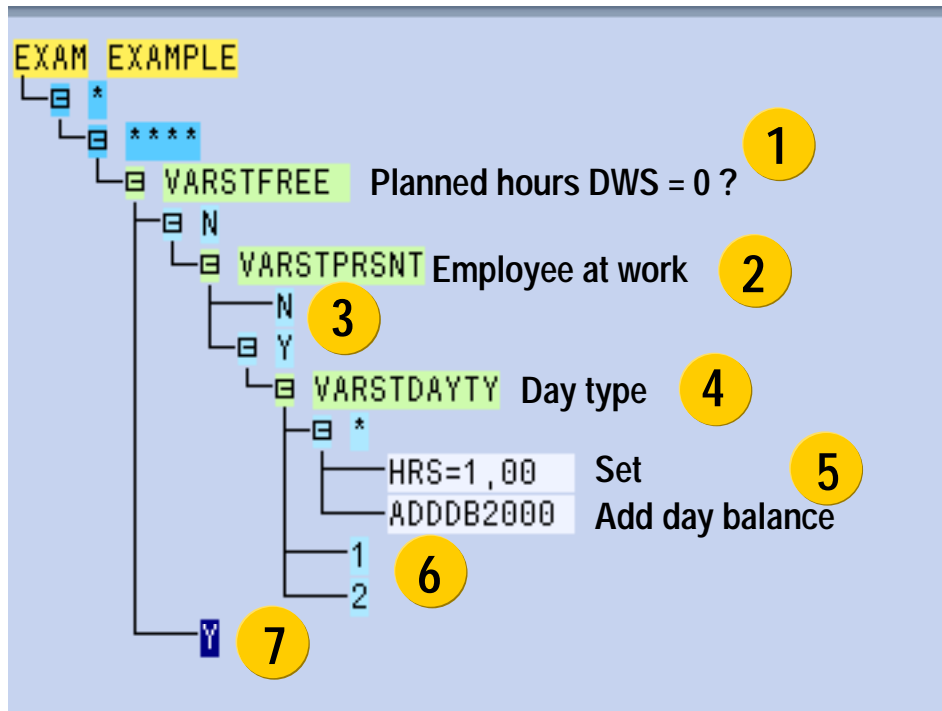 EXAM EXAMPLE
*
****
1
VARSTFREE Planned hours DWS = 0 ?
N
VARSTPRSNT Employee at work 2
N 3
Y
VARSTDAYTY Day type 4
*
HRS=1,00 Set 5
ADDDB2000 Add day balance
1
6
2
Y 7